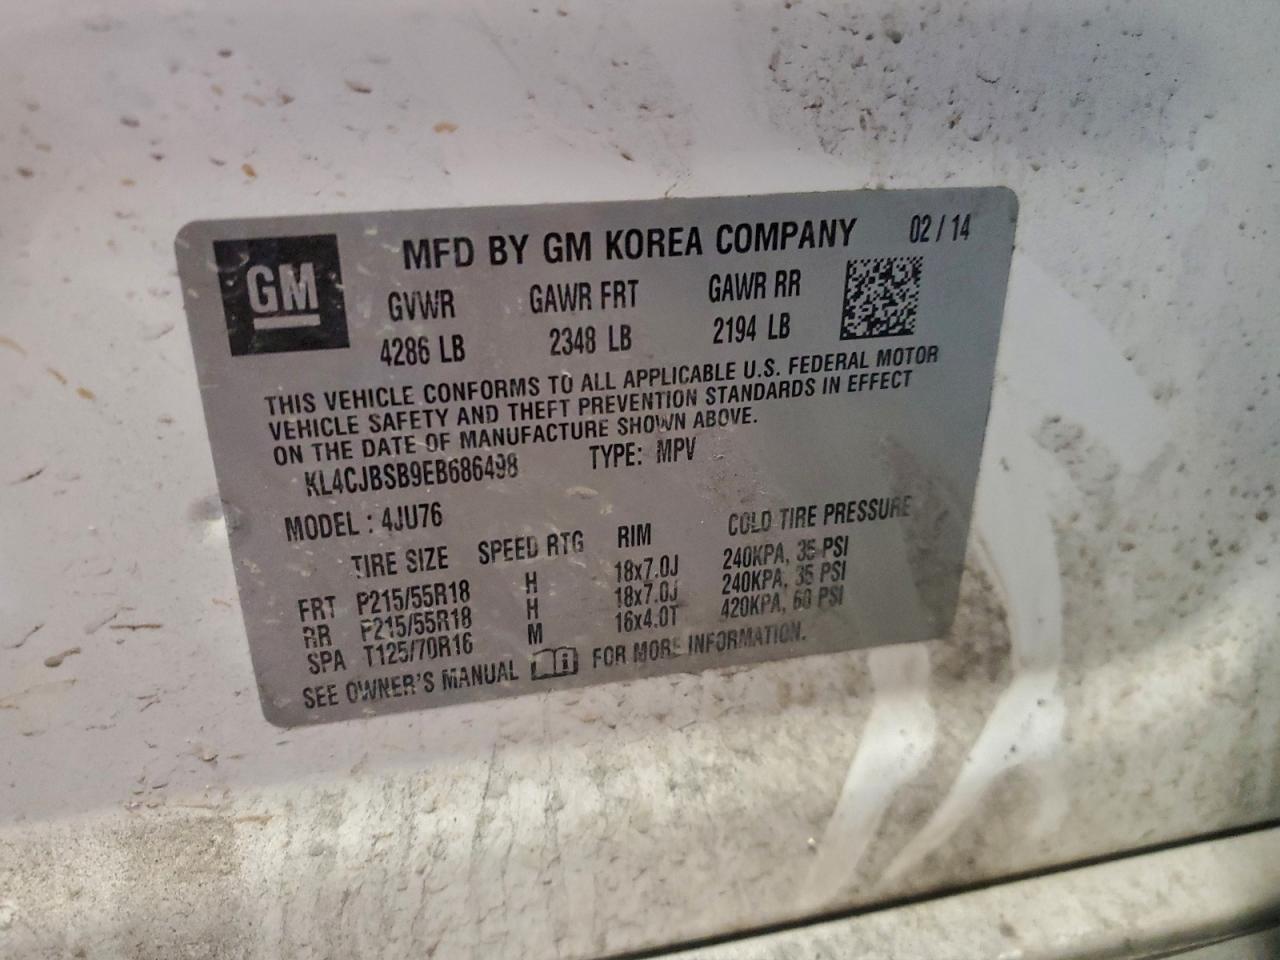 GM
MFD BY GM KOREA COMPANY 02/14
GVWR GAWR FRT GAWR RR
4286 LB 2348 LB 2194 LB
THIS VEHICLE CONFORMS TO ALL APPLICABLE U.S. FEDERAL MOTOR
VEHICLE SAFETY AND THEFT PREVENTION STANDARDS IN EFFECT
ON THE DATE OF MANUFACTURE SHOWN ABOVE.
KL4CJBSB9EB686498 TYPE: MPV
MODEL : 4JU76
TIRE SIZE SPEED RTG RIM COLD TIRE PRESSURE
FRT P215/55R18 H 18x7.0J 240KPA, 35 PSI
RR P215/55R18 H 18x7.0J 240KPA, 35 PSI
SPA T125/70R16 M 16x4.0T 420KPA, 60 PSI
SEE OWNER'S MANUAL FOR MORE INFORMATION.